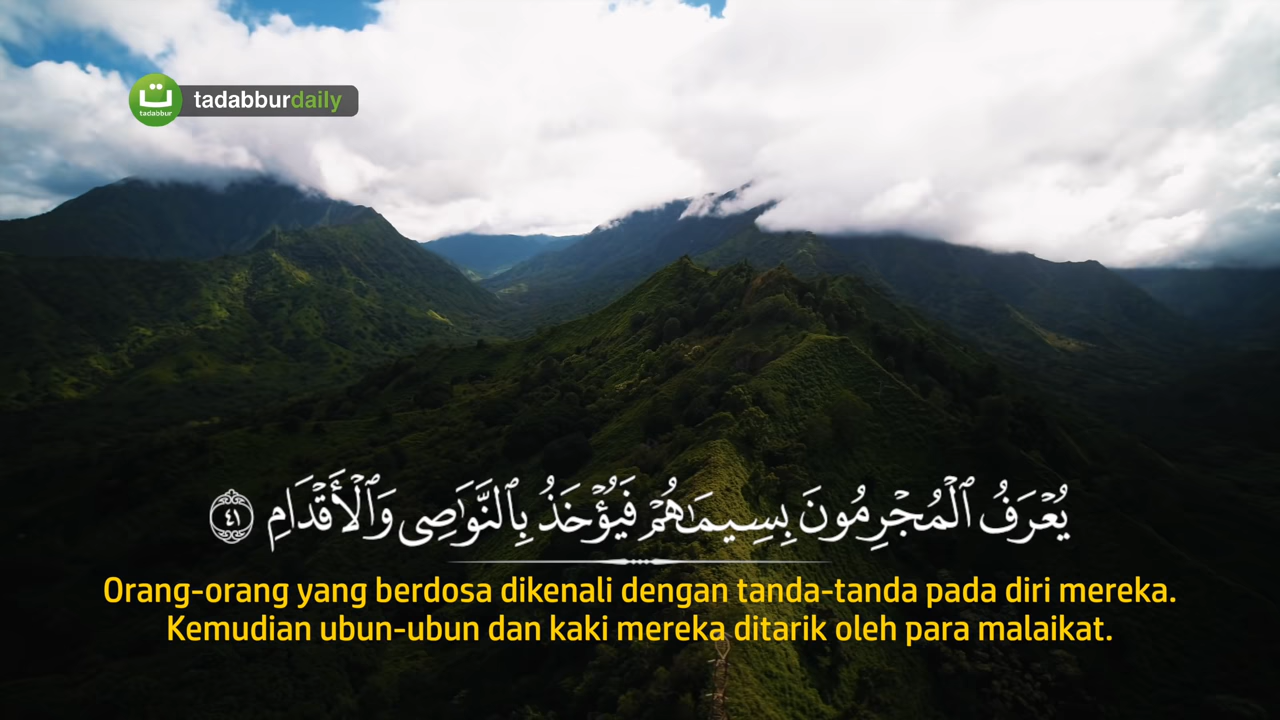 ت
tadabbur
tadabburdaily
يُعْرَفُ ٱلْمُجْرِمُونَ بِسِيمَـٰهُمْ فَيُؤْخَذُ بِٱلنَّوَٰصِى وَٱلْأَقْدَامِ ٤١
Orang-orang yang berdosa dikenali dengan tanda-tanda pada diri mereka.
Kemudian ubun-ubun dan kaki mereka ditarik oleh para malaikat.